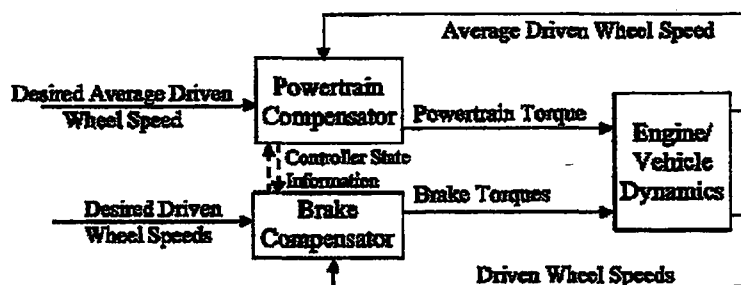 Average Driven Wheel Speed
Powertrain
Compensator
Desired Average Driven
Wheel Speed
Powertrain Torque
Engine/
Vehicle
Dynamics
Controller State
Information
Desired Driven
Wheel Speeds
Brake
Compensator
Brake Torques
Driven Wheel Speeds